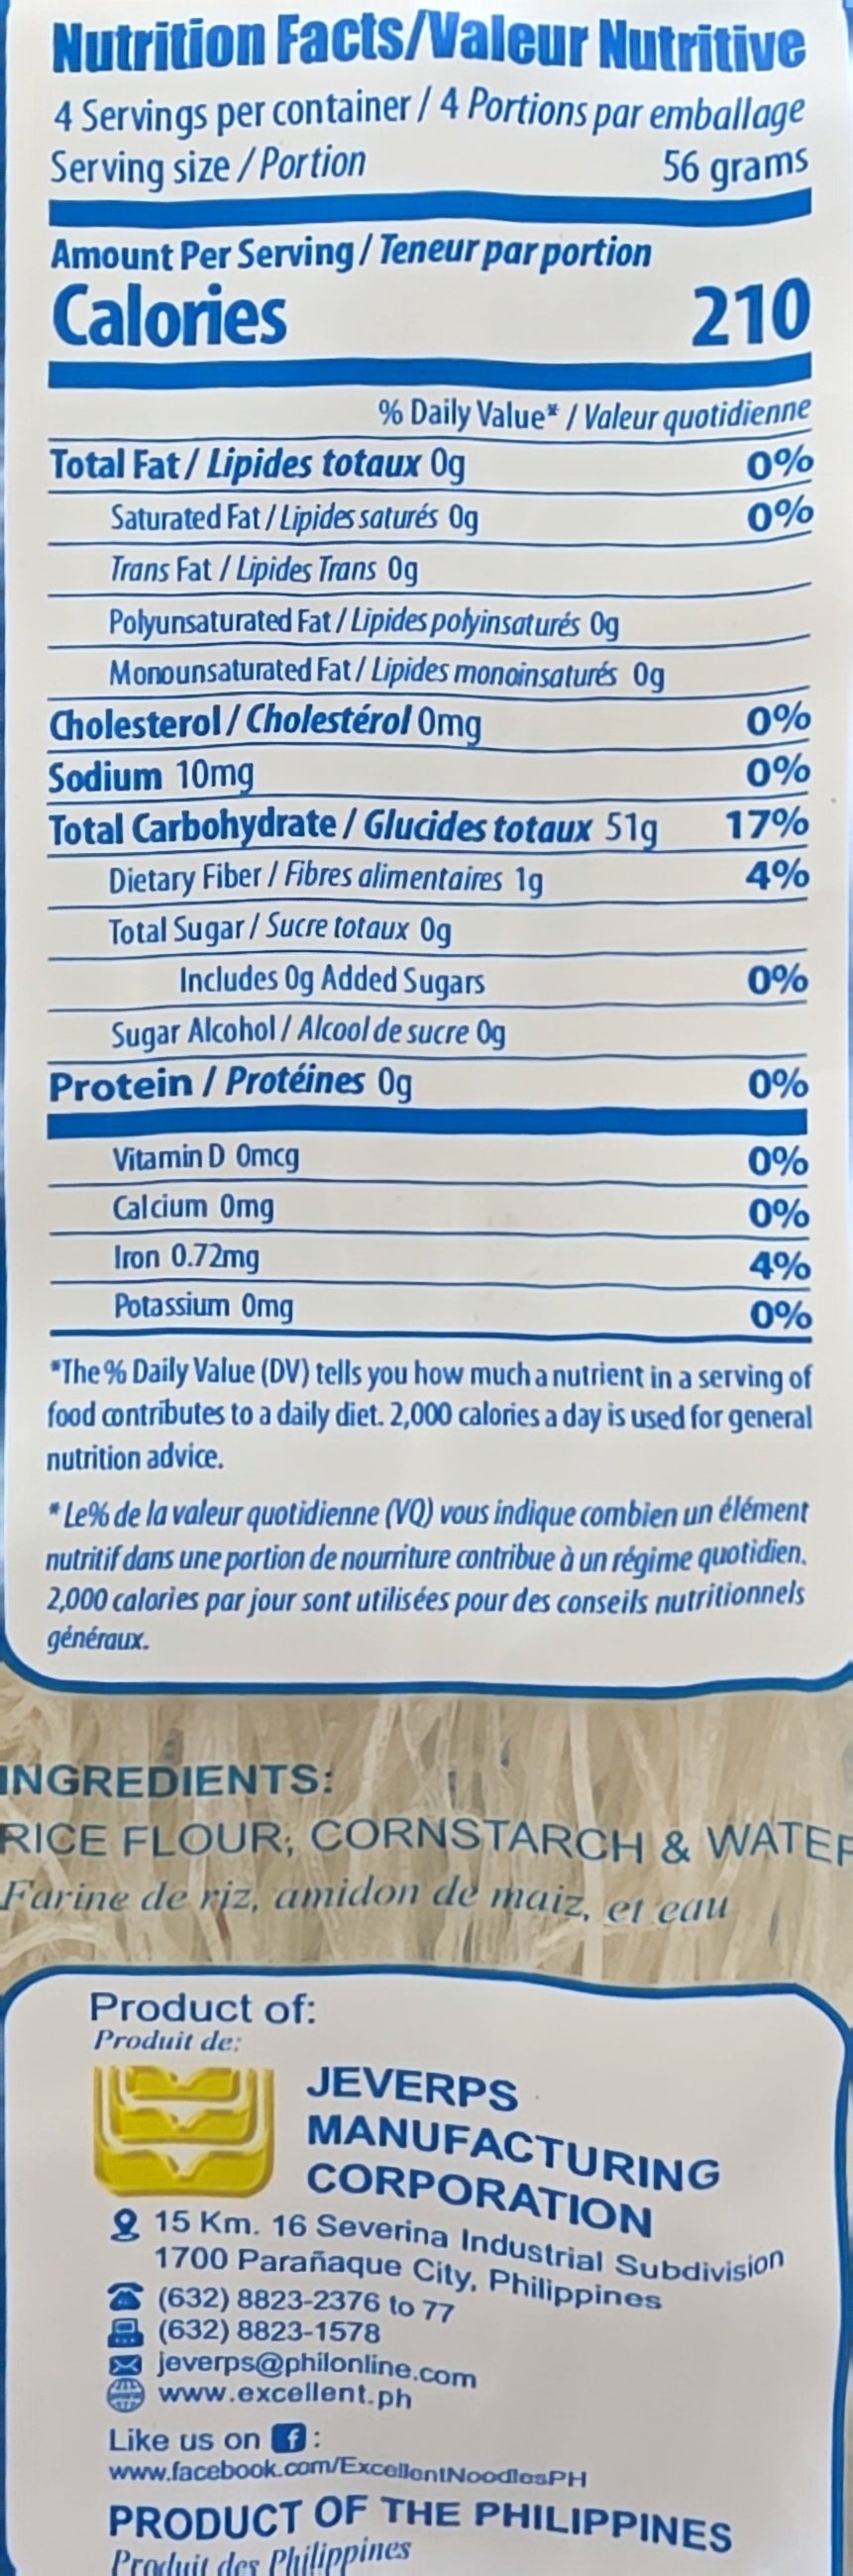 Nutrition Facts/Valeur Nutritive
4 Servings per container / 4 Portions par emballage
Serving size / Portion 56 grams
Amount Per Serving / Teneur par portion
Calories 210
% Daily Value* / Valeur quotidienne
Total Fat / Lipides totaux 0g 0%
Saturated Fat / Lipides saturés 0g 0%
Trans Fat / Lipides Trans 0g
Polyunsaturated Fat / Lipides polyinsaturés 0g
Monounsaturated Fat / Lipides monoinsaturés 0g
Cholesterol / Cholestérol 0mg 0%
Sodium 10mg 0%
Total Carbohydrate / Glucides totaux 51g 17%
Dietary Fiber / Fibres alimentaires 1g 4%
Total Sugar / Sucre totaux 0g
Includes 0g Added Sugars 0%
Sugar Alcohol / Alcool de sucre 0g
Protein / Protéines 0g 0%
Vitamin D 0mcg 0%
Calcium 0mg 0%
Iron 0.72mg 4%
Potassium 0mg 0%
*The % Daily Value (DV) tells you how much a nutrient in a serving of
food contributes to a daily diet. 2,000 calories a day is used for general
nutrition advice.
* Le% de la valeur quotidienne (VQ) vous indique combien un élément
nutritif dans une portion de nourriture contribue à un régime quotidien.
2,000 calories par jour sont utilisées pour des conseils nutritionnels
généraux.
INGREDIENTS:
RICE FLOUR, CORNSTARCH & WATER
Farine de riz, amidon de maiz, et eau
Product of:
Produit de:
JEVERPS
MANUFACTURING
CORPORATION
15 Km. 16 Severina Industrial Subdivision
1700 Parañaque City, Philippines
(632) 8823-2376 to 77
(632) 8823-1578
jeverps@philonline.com
www.excellent.ph
Like us on f:
www.facebook.com/ExcellentNoodlesPH
PRODUCT OF THE PHILIPPINES
Produit des Philippines